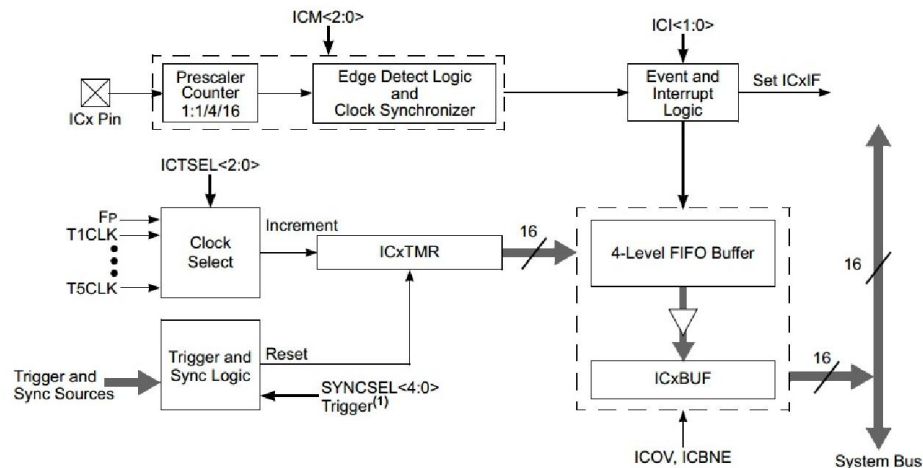 ICM<2:0>
ICI<1:0>
Prescaler
Counter
1:1/4/16
Edge Detect Logic
and
Clock Synchronizer
Event and
Interrupt
Logic
Set ICxIF
ICx Pin
ICTSEL<2:0>
FP
T1CLK
T5CLK
Clock
Select
Increment
ICxTMR
16
4-Level FIFO Buffer
16
Trigger and
Sync Logic
Reset
Trigger and
Sync Sources
SYNCSEL<4:0>
Trigger(1)
ICxBUF
16
ICOV, ICBNE
System Bus